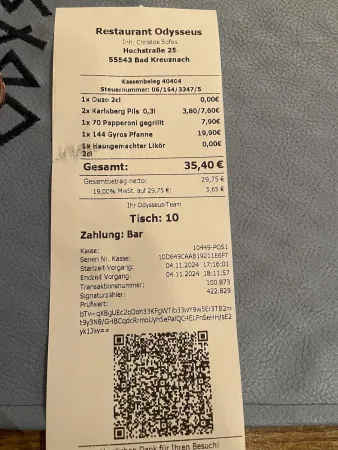 Restaurant Odysseus
Inh. Christos Sofos
Hochstraße 25
55543 Bad Kreuznach
Kassenbeleg 40404
Steuernummer: 06/154/3347/5
1x Ouzo 2cl 0,00€
2x Karlsberg Pils 0,3l 3,80/7,60€
1x 70 Papperoni gegrillt 7,90€
1x 144 Gyros Pfanne 19,90€
1x Hausgemachter Likör 0,00€
2cl
Gesamt: 35,40 €
Gesamtbetrag netto: 29,75 €
19,00% MwSt. auf 29,75 €: 5,65 €
Ihr Odysseus-Team
Tisch: 10
Zahlung: Bar
Kasse: 10449-POS1
Serien Nr. Kasse:
Startzeit Vorgang: 04.11.2024 17:16:01
Endzeit Vorgang: 04.11.2024 18:11:57
Transaktionsnummer: 100.873
Signaturzähler: 422.829
Prüfwert:
Dank für Ihren Besuch!